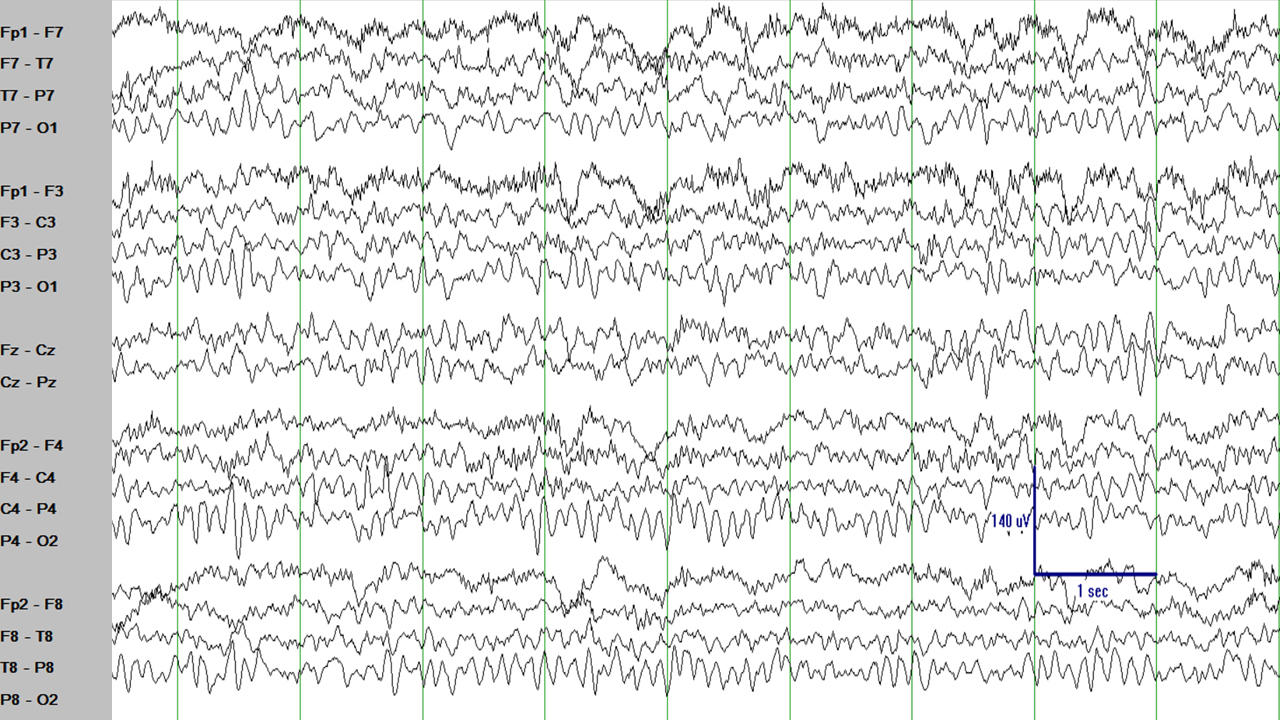 Fp1 - F7
F7 - T7
T7 - P7
P7 - O1
Fp1 - F3
F3 - C3
C3 - P3
P3 - O1
Fz - Cz
Cz - Pz
Fp2 - F4
F4 - C4
C4 - P4
140 uV
P4 - O2
1 sec
Fp2 - F8
F8 - T8
T8 - P8
P8 - O2